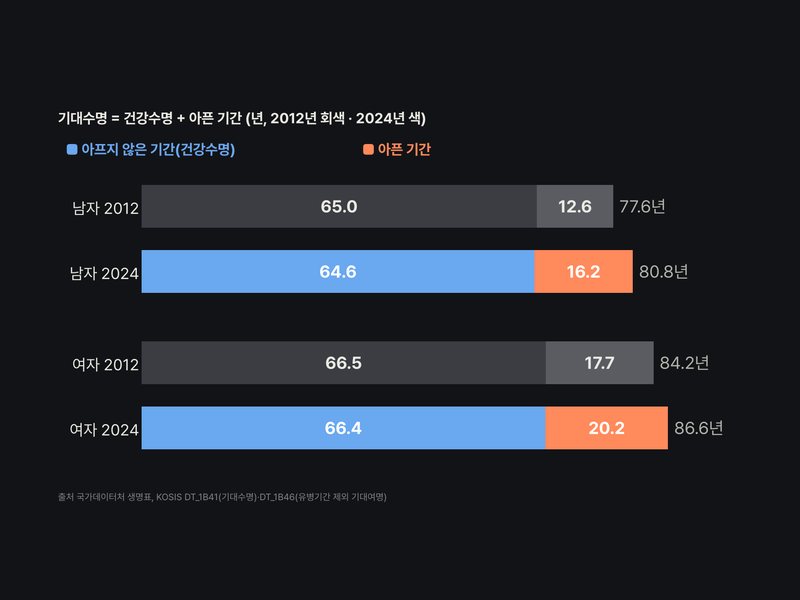 기대수명 = 건강수명 + 아픈 기간 (년, 2012년 회색 · 2024년 색)
아프지 않은 기간(건강수명) 아픈 기간
남자 2012 65.0 12.6 77.6년
남자 2024 64.6 16.2 80.8년
여자 2012 66.5 17.7 84.2년
여자 2024 66.4 20.2 86.6년
출처 국가데이터처 생명표, KOSIS DT_1B41(기대수명)·DT_1B46(유병기간 제외 기대여명)